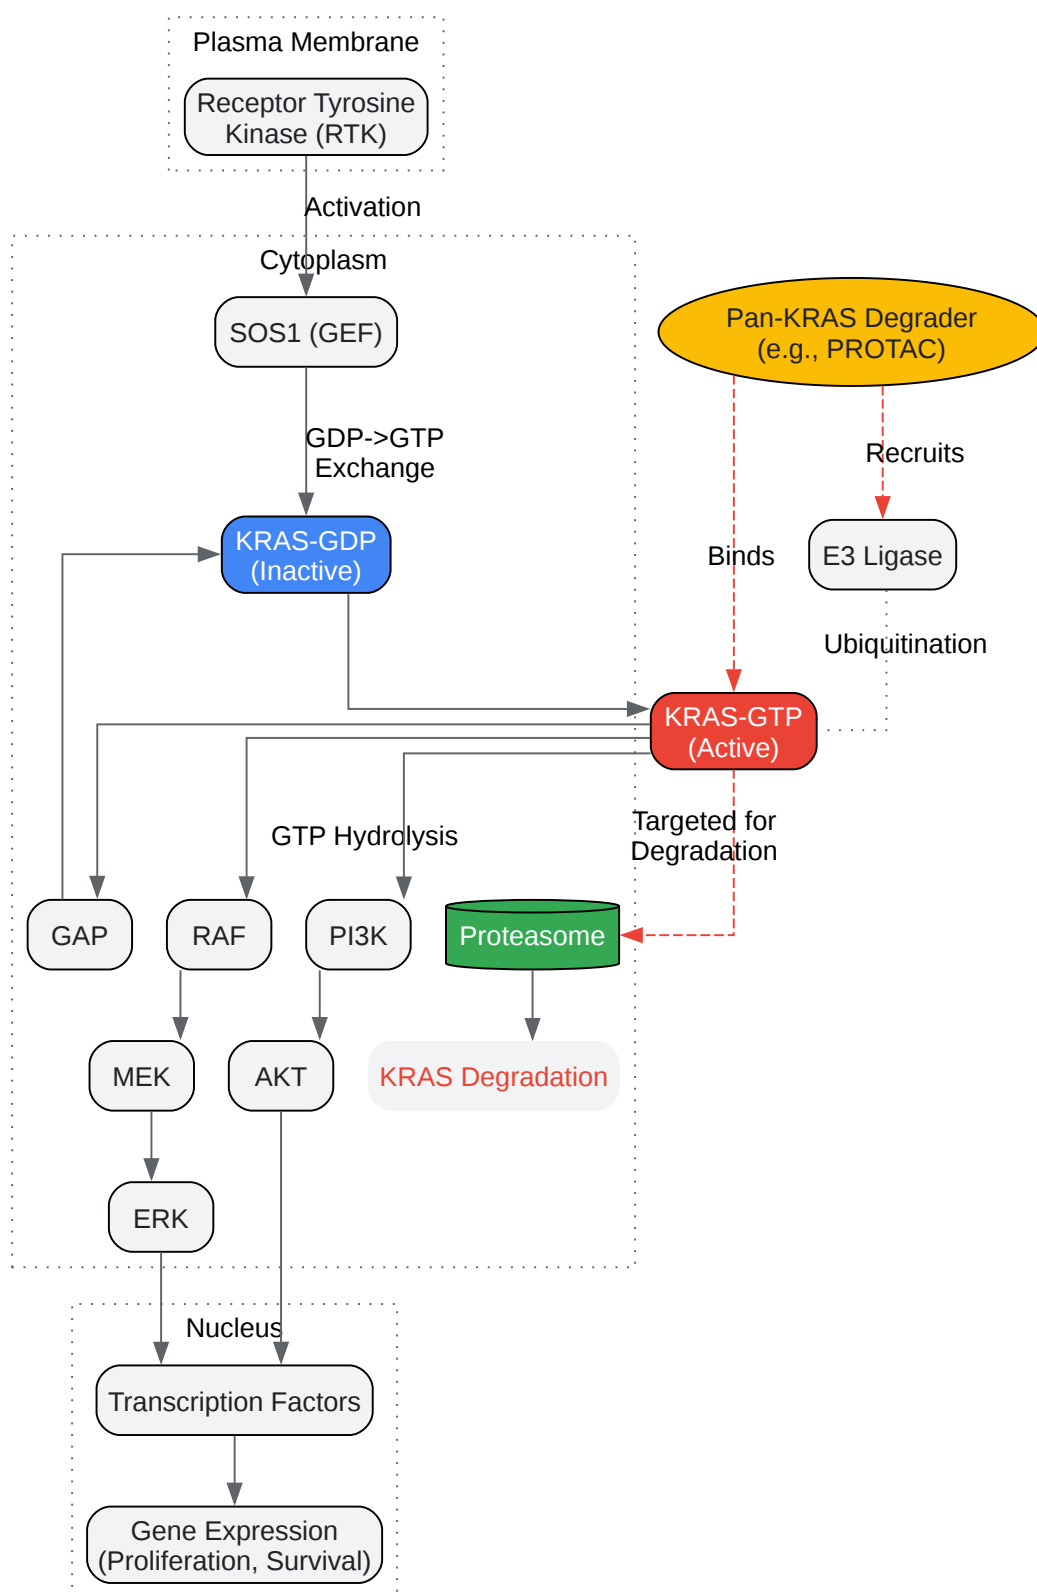 Plasma Membrane
Receptor Tyrosine
Kinase (RTK)
Activation
Cytoplasm
SOS1 (GEF)
Pan-KRAS Degrader
(e.g., PROTAC)
GDP->GTP
Exchange
Recruits
KRAS-GDP
(Inactive)
Binds
E3 Ligase
Ubiquitination
KRAS-GTP
(Active)
GTP Hydrolysis
Targeted for
Degradation
GAP
RAF
PI3K
Proteasome
MEK
AKT
KRAS Degradation
ERK
Nucleus
Transcription Factors
Gene Expression
(Proliferation, Survival)